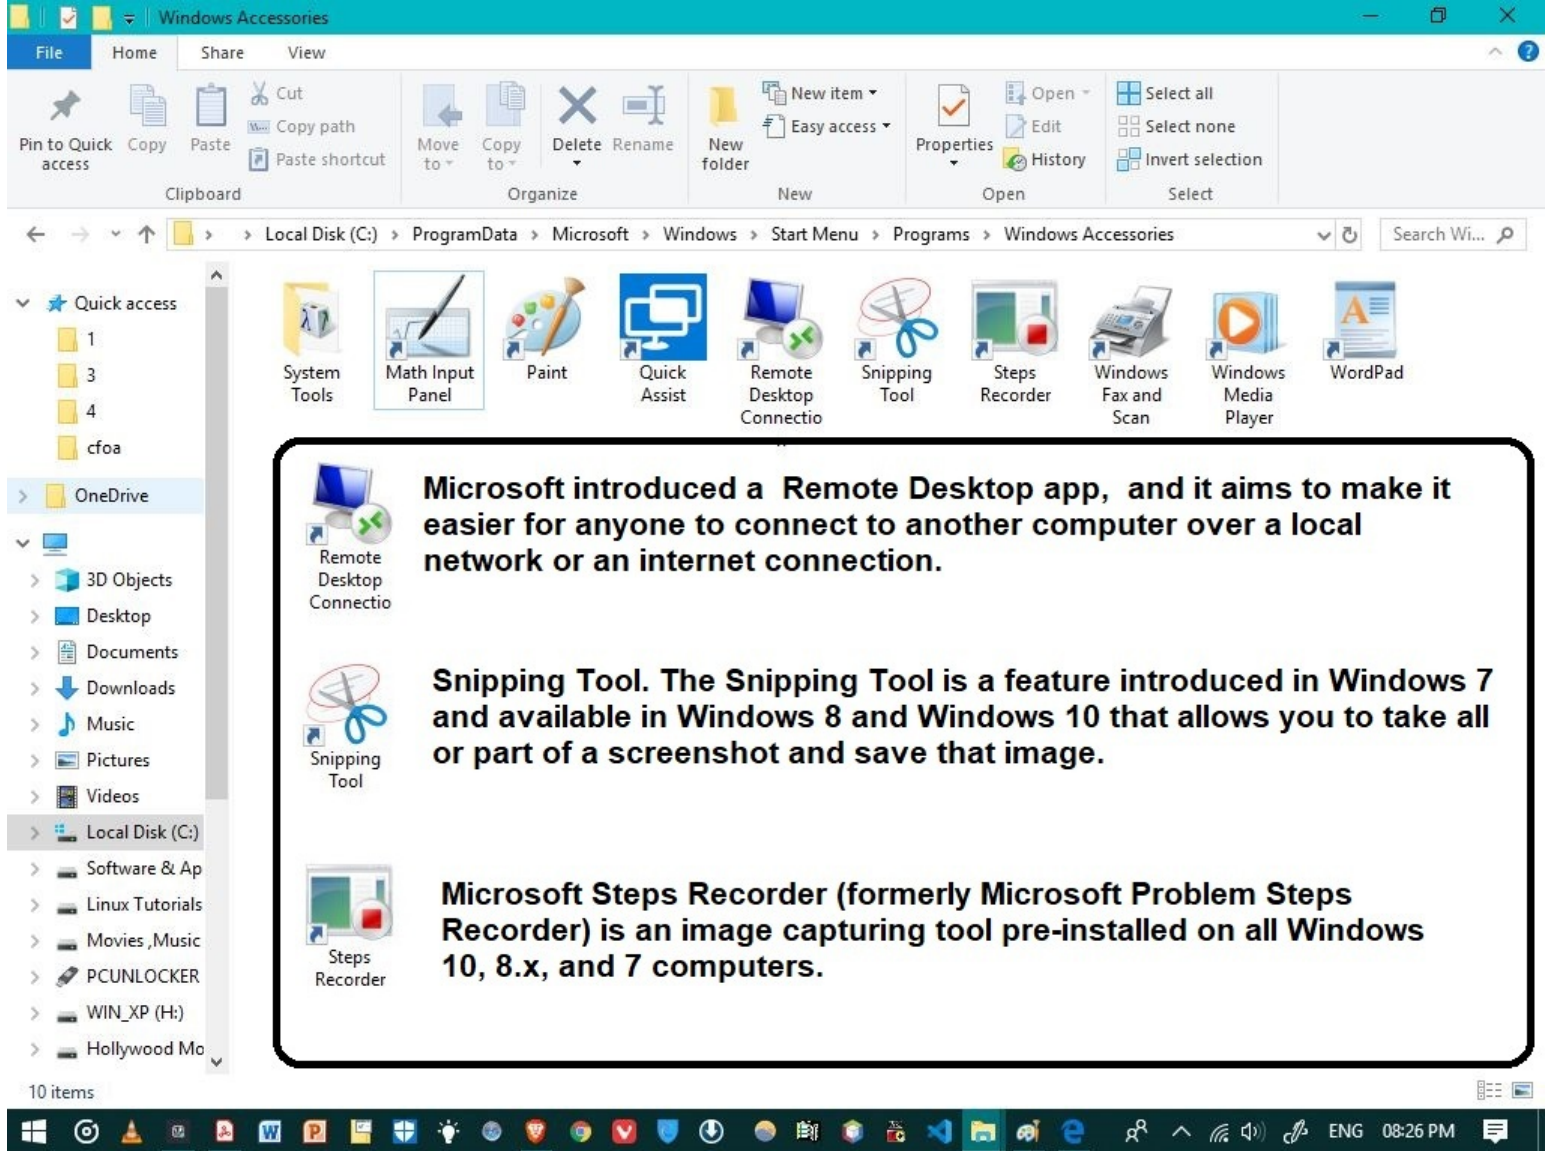 Windows Accessories
File Home Share View
Pin to Quick access
Copy
Paste
Cut
Copy path
Paste shortcut
Clipboard
Move to
Copy to
Delete
Rename
Organize
New folder
New item
Easy access
New
Properties
Open
Edit
History
Open
Select all
Select none
Invert selection
Select
Local Disk (C:) > ProgramData > Microsoft > Windows > Start Menu > Programs > Windows Accessories
Search Wi...
Quick access
1
3
4
cfoa
OneDrive
3D Objects
Desktop
Documents
Downloads
Music
Pictures
Videos
Local Disk (C:)
Software & Ap
Linux Tutorials
Movies ,Music
PCUNLOCKER
WIN_XP (H:)
Hollywood Mo
System
Tools
Math Input
Panel
Paint
Quick
Assist
Remote
Desktop
Connectio
Snipping
Tool
Steps
Recorder
Windows
Fax and
Scan
Windows
Media
Player
WordPad
Remote
Desktop
Connectio
Microsoft introduced a Remote Desktop app, and it aims to make it
easier for anyone to connect to another computer over a local
network or an internet connection.
Snipping
Tool
Snipping Tool. The Snipping Tool is a feature introduced in Windows 7
and available in Windows 8 and Windows 10 that allows you to take all
or part of a screenshot and save that image.
Steps
Recorder
Microsoft Steps Recorder (formerly Microsoft Problem Steps
Recorder) is an image capturing tool pre-installed on all Windows
10, 8.x, and 7 computers.
10 items
ENG 08:26 PM